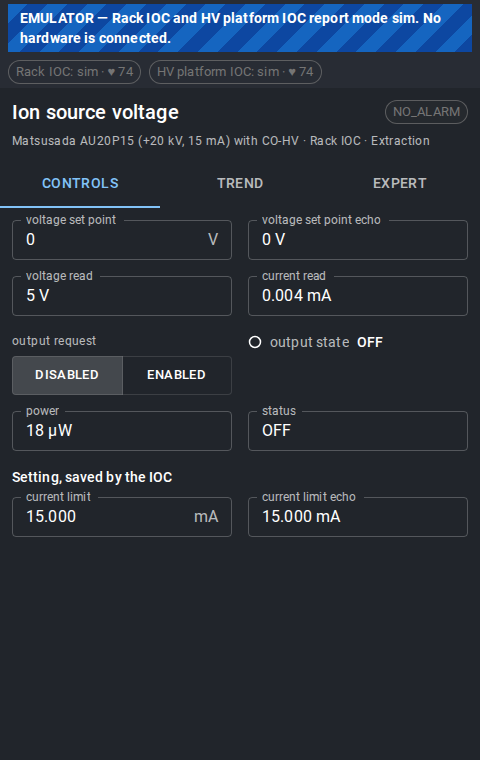 EMULATOR — Rack IOC and HV platform IOC report mode sim. No
hardware is connected.
Rack IOC: sim · ♥ 74
HV platform IOC: sim · ♥ 74
Ion source voltage
NO_ALARM
Matsusada AU20P15 (+20 kV, 15 mA) with CO-HV · Rack IOC · Extraction
CONTROLS
TREND
EXPERT
voltage set point
0 V
voltage set point echo
0 V
voltage read
5 V
current read
0.004 mA
output request
DISABLED
ENABLED
output state OFF
power
18 µW
status
OFF
Setting, saved by the IOC
current limit
15.000 mA
current limit echo
15.000 mA